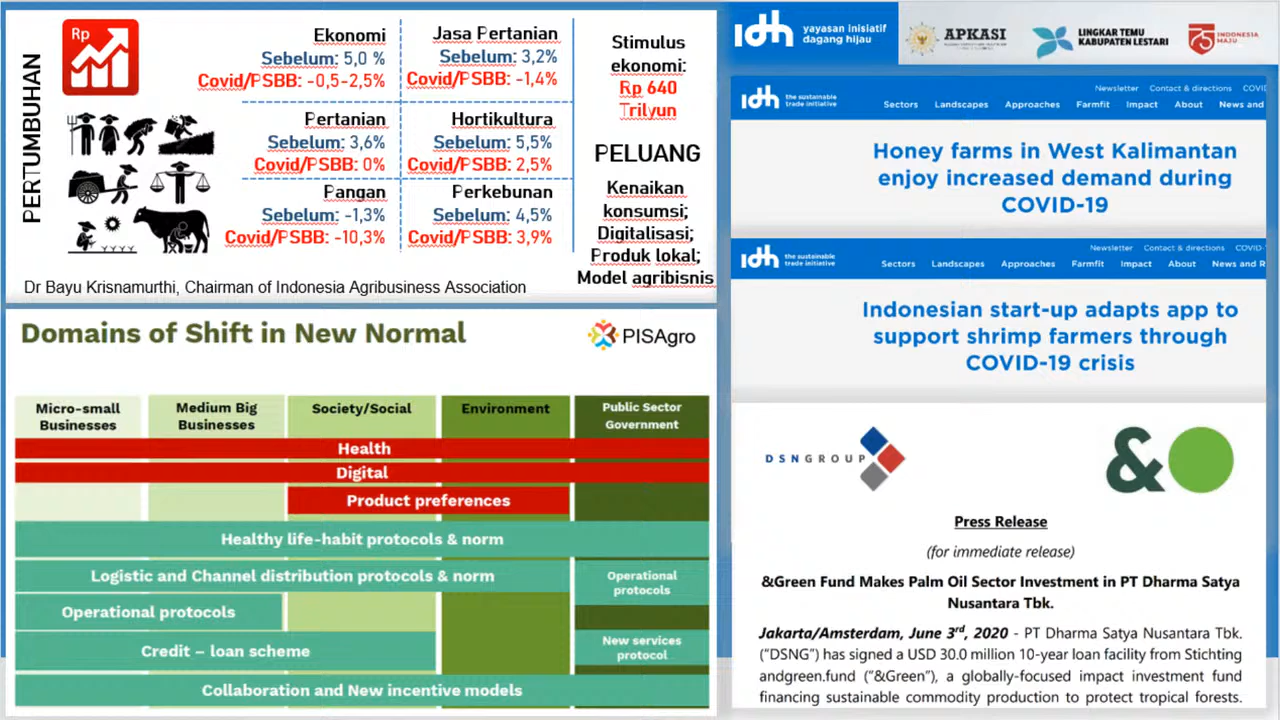 PERTUMBUHAN
Rp
Ekonomi
Sebelum: 5,0 %
Covid/PSBB: -0,5-2,5%
Jasa Pertanian
Sebelum: 3,2%
Covid/PSBB: -1,4%
Pertanian
Sebelum: 3,6%
Covid/PSBB: 0%
Hortikultura
Sebelum: 5,5%
Covid/PSBB: 2,5%
Pangan
Sebelum: -1,3%
Covid/PSBB: -10,3%
Perkebunan
Sebelum: 4,5%
Covid/PSBB: 3,9%
Stimulus
ekonomi:
Rp 640
Trilyun
PELUANG
Kenaikan
konsumsi;
Digitalisasi;
Produk lokal;
Model agribisnis
Dr Bayu Krisnamurthi, Chairman of Indonesia Agribusiness Association
Domains of Shift in New Normal
PISAgro
Micro-small
Businesses
Medium Big
Businesses
Society/Social
Environment
Public Sector
Government
Health
Digital
Product preferences
Healthy life-habit protocols & norm
Logistic and Channel distribution protocols & norm
Operational
protocols
Operational protocols
Credit – loan scheme
New services
protocol
Collaboration and New incentive models
idh
yayasan inisiatif
dagang hijau
APKASI
LINGKAR TEMU
KABUPATEN LESTARI
75
INDONESIA
MAJU
idh
the sustainable
trade initiative
Newsletter Contact & directions COVI
Sectors Landscapes Approaches Farmfit Impact About News and
Honey farms in West Kalimantan
enjoy increased demand during
COVID-19
idh
the sustainable
trade initiative
Newsletter Contact & directions COVID-
Sectors Landscapes Approaches Farmfit Impact About News and R
Indonesian start-up adapts app to
support shrimp farmers through
COVID-19 crisis
DSNGROUP
&
Press Release
(for immediate release)
&Green Fund Makes Palm Oil Sector Investment in PT Dharma Satya
Nusantara Tbk.
Jakarta/Amsterdam, June 3rd, 2020 - PT Dharma Satya Nusantara Tbk.
("DSNG") has signed a USD 30.0 million 10-year loan facility from Stichting
andgreen.fund ("&Green"), a globally-focused impact investment fund
financing sustainable commodity production to protect tropical forests.